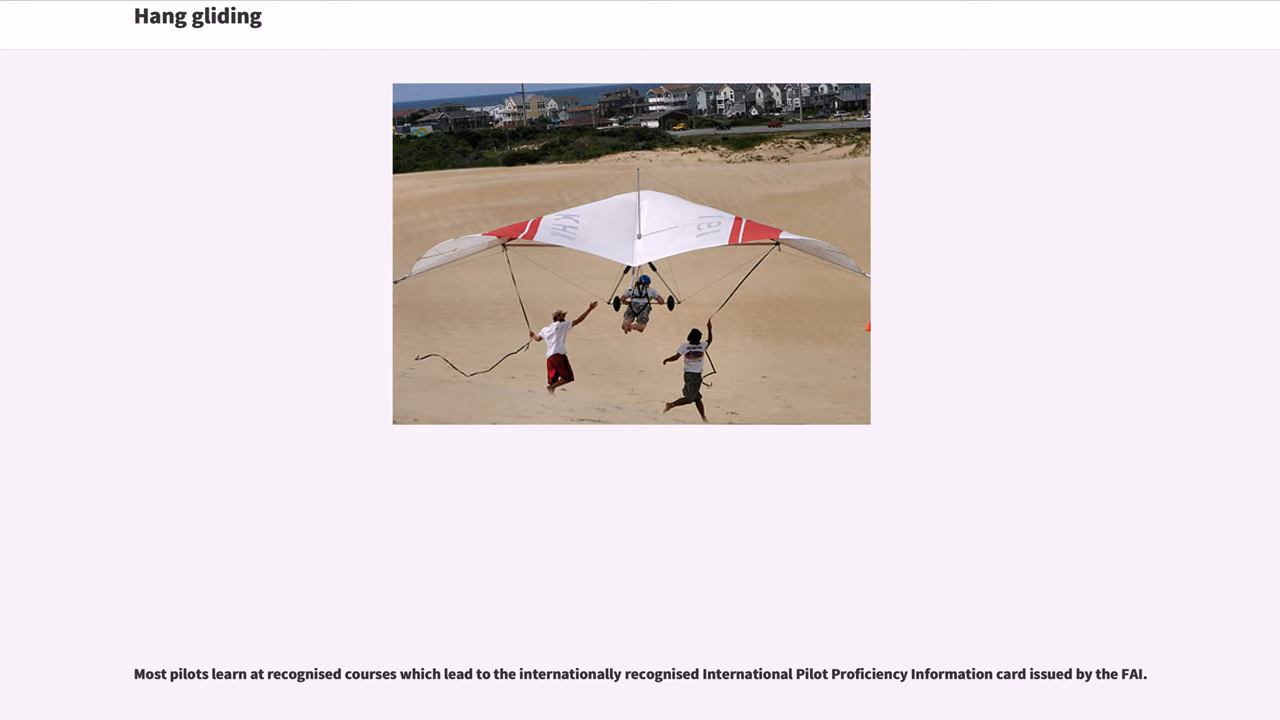 Hang gliding
Most pilots learn at recognised courses which lead to the internationally recognised International Pilot Proficiency Information card issued by the FAI.